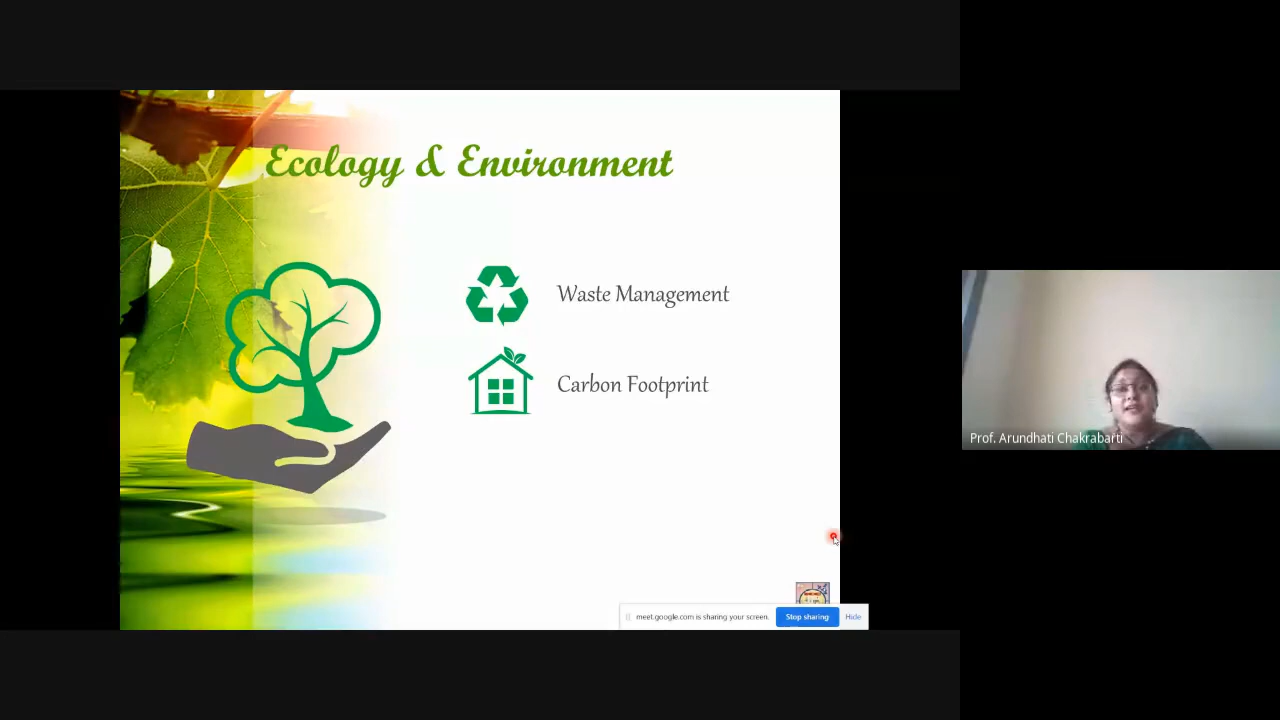 Ecology & Environment
Waste Management
Carbon Footprint
Prof. Arundhati Chakrabarti
meet.google.com is sharing your screen.
Stop sharing
Hide